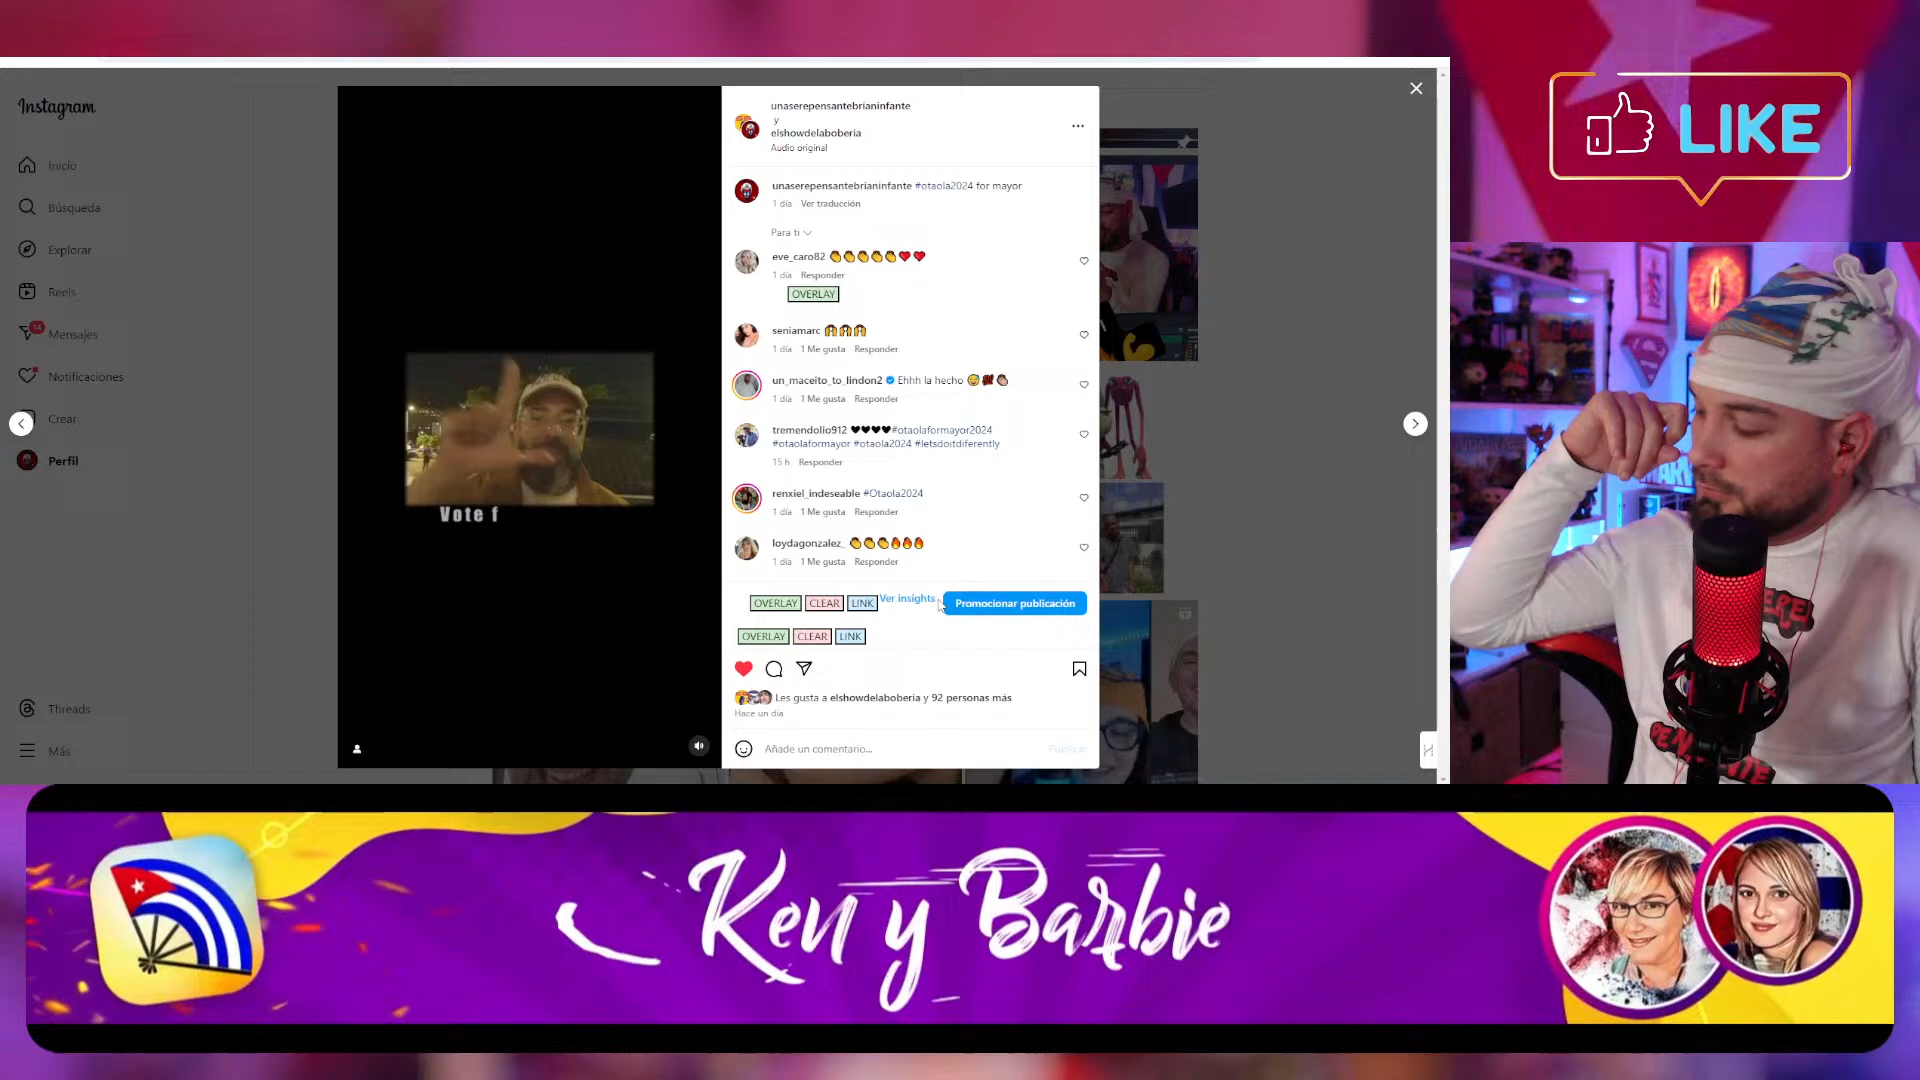 Instagram
Inicio
Búsqueda
Explorar
Reels
14
Mensajes
Notificaciones
Crear
Perfil
Threads
Más
Vote f
unaserepensantebrianinfante
y
elshowdelaboberia
Audio original
unaserepensantebrianinfante #otaola2024 for mayor
1 día Ver traducción
Para ti
eve_caro82 👏👏👏👏👏❤️❤️
1 día Responder
OVERLAY
seniamarc 🙌🙌🙌
1 día 1 Me gusta Responder
un_maceito_to_lindon2 Ehhh la hecho 😅💯👏
1 día 1 Me gusta Responder
tremendolio912 🖤🖤🖤🖤#otaolaformayor2024
#otaolaformayor #otaola2024 #letsdoitdiferently
15 h Responder
renxiel_indeseable #Otaola2024
1 día 1 Me gusta Responder
loydagonzalez_ 👏👏👏🔥🔥🔥
1 día 1 Me gusta Responder
OVERLAY CLEAR LINK Ver insights Promocionar publicación
OVERLAY CLEAR LINK
Les gusta a elshowdelaboberia y 92 personas más
Hace un día
Añade un comentario...
Publicar
LIKE
Ken y Barbie